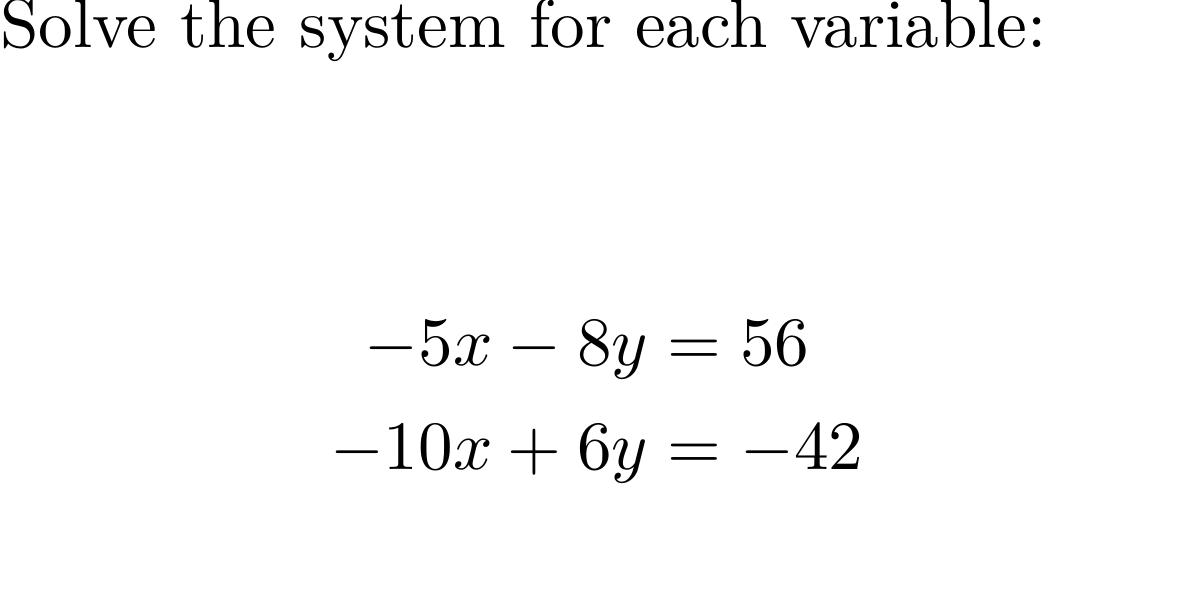 Solve the system for each variable:
−5x − 8y = 56
−10x + 6y = −42